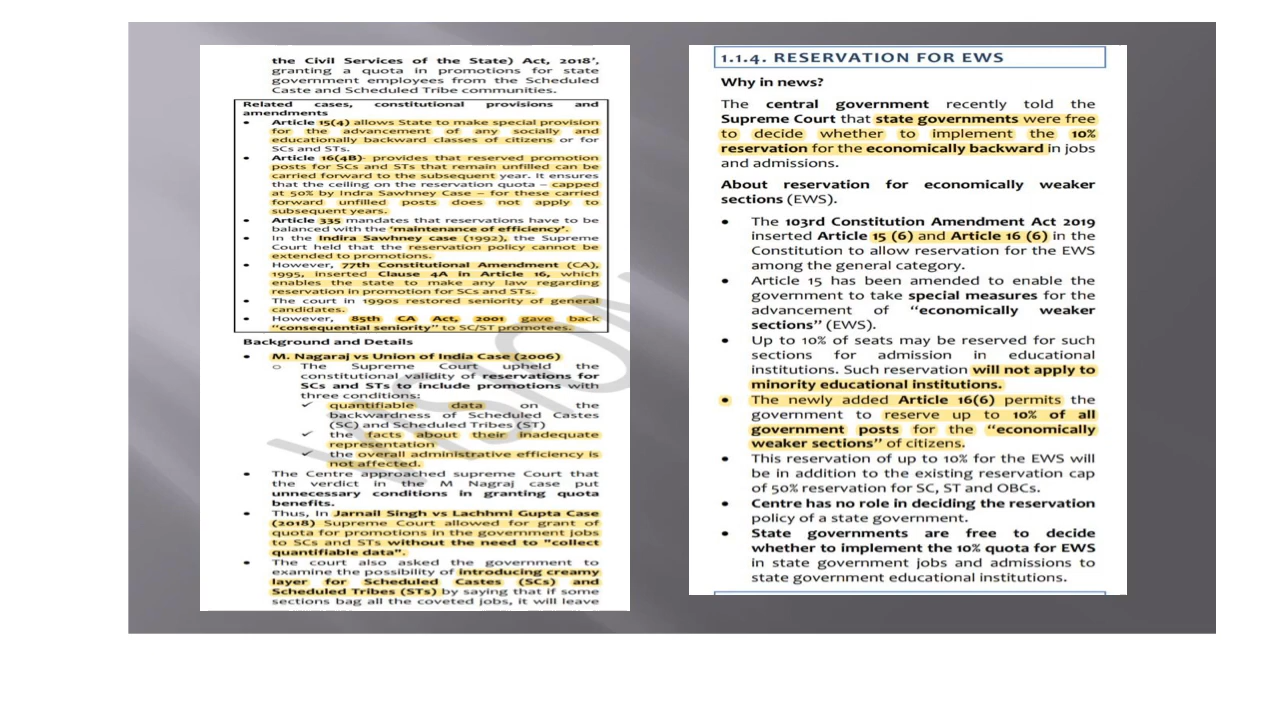 the Civil Services of the State) Act, 2018’,
granting a quota in promotions for state
government employees from the Scheduled
Caste and Scheduled Tribe communities.
Related cases, constitutional provisions and
amendments
• Article 15(4) allows State to make special provision
for the advancement of any socially and
educationally backward classes of citizens or for
SCs and STs.
• Article 16(4B)- provides that reserved promotion
posts for SCs and STs that remain unfilled can be
carried forward to the subsequent year. It ensures
that the ceiling on the reservation quota – capped
at 50% by Indra Sawhney Case – for these carried
forward unfilled posts does not apply to
subsequent years.
• Article 335 mandates that reservations have to be
balanced with the ‘maintenance of efficiency’.
• In the Indira Sawhney case (1992), the Supreme
Court held that the reservation policy cannot be
extended to promotions.
• However, 77th Constitutional Amendment (CA),
1995, inserted Clause 4A in Article 16, which
enables the state to make any law regarding
reservation in promotion for SCs and STs.
• The court in 1990s restored seniority of general
candidates.
• However, 85th CA Act, 2001 gave back
“consequential seniority” to SC/ST promotees.
Background and Details
• M. Nagaraj vs Union of India Case (2006)
o The Supreme Court upheld the
constitutional validity of reservations for
SCs and STs to include promotions with
three conditions:
✓ quantifiable data on the
backwardness of Scheduled Castes
(SC) and Scheduled Tribes (ST)
✓ the facts about their inadequate
representation
✓ the overall administrative efficiency is
not affected.
• The Centre approached supreme Court that
the verdict in the M Nagraj case put
unnecessary conditions in granting quota
benefits.
• Thus, In Jarnail Singh vs Lachhmi Gupta Case
(2018) Supreme Court allowed for grant of
quota for promotions in the government jobs
to SCs and STs without the need to "collect
quantifiable data".
• The court also asked the government to
examine the possibility of introducing creamy
layer for Scheduled Castes (SCs) and
Scheduled Tribes (STs) by saying that if some
sections bag all the coveted jobs, it will leave
VISION
1.1.4. RESERVATION FOR EWS
Why in news?
The central government recently told the
Supreme Court that state governments were free
to decide whether to implement the 10%
reservation for the economically backward in jobs
and admissions.
About reservation for economically weaker
sections (EWS).
• The 103rd Constitution Amendment Act 2019
inserted Article 15 (6) and Article 16 (6) in the
Constitution to allow reservation for the EWS
among the general category.
• Article 15 has been amended to enable the
government to take special measures for the
advancement of “economically weaker
sections” (EWS).
• Up to 10% of seats may be reserved for such
sections for admission in educational
institutions. Such reservation will not apply to
minority educational institutions.
• The newly added Article 16(6) permits the
government to reserve up to 10% of all
government posts for the “economically
weaker sections” of citizens.
• This reservation of up to 10% for the EWS will
be in addition to the existing reservation cap
of 50% reservation for SC, ST and OBCs.
• Centre has no role in deciding the reservation
policy of a state government.
• State governments are free to decide
whether to implement the 10% quota for EWS
in state government jobs and admissions to
state government educational institutions.